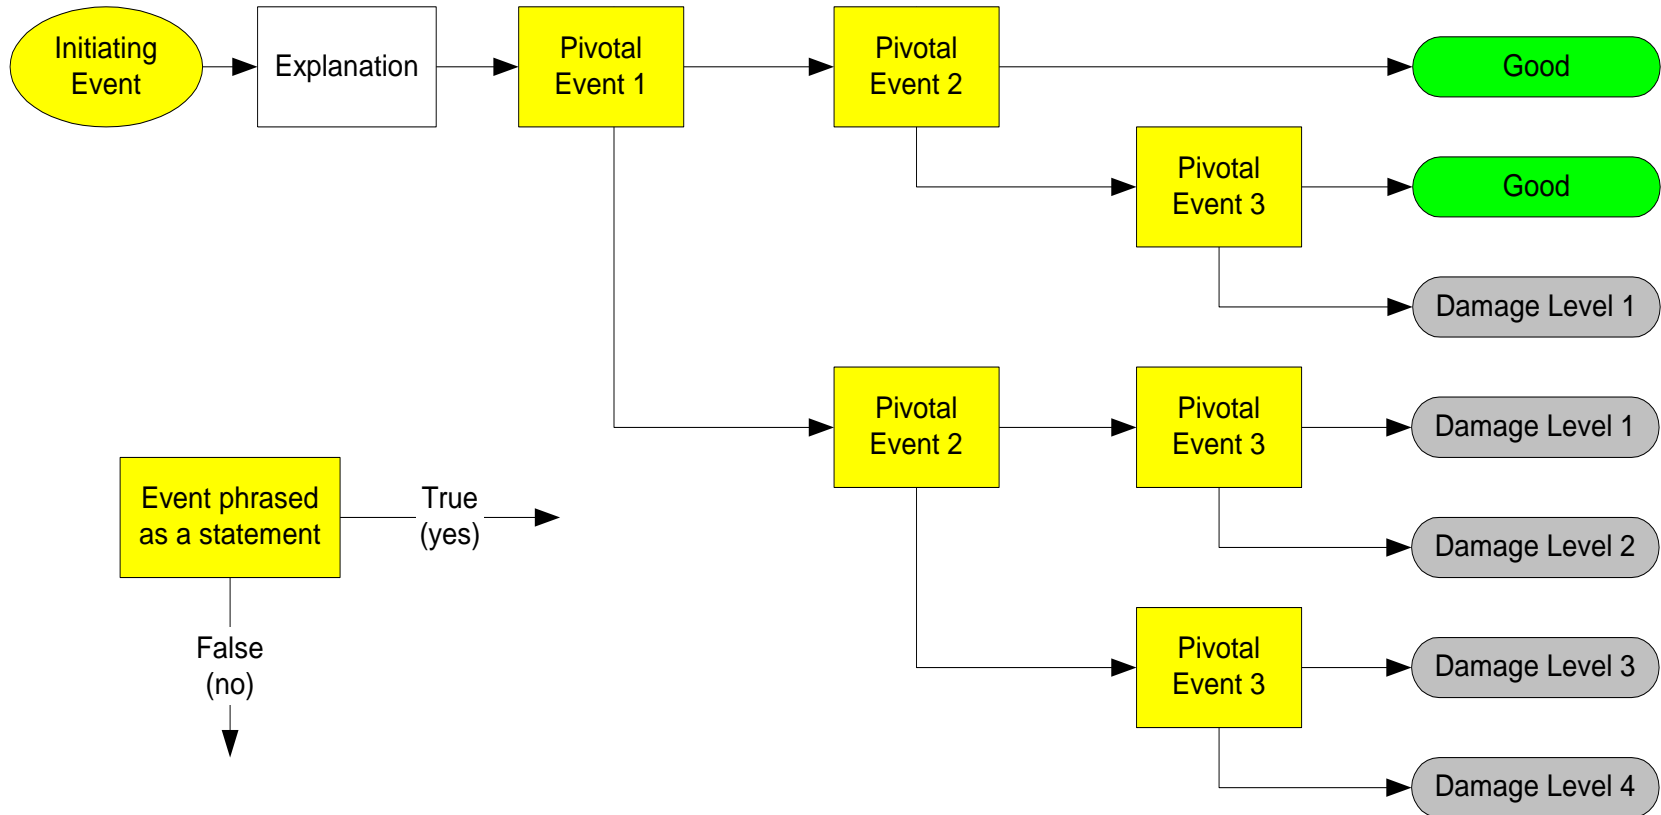 Initiating
Event
Explanation
Pivotal
Event 1
Pivotal
Event 2
Good
Pivotal
Event 3
Good
Damage Level 1
Pivotal
Event 2
Pivotal
Event 3
Damage Level 1
Damage Level 2
Pivotal
Event 3
Damage Level 3
Damage Level 4
Event phrased
as a statement
True
(yes)
False
(no)